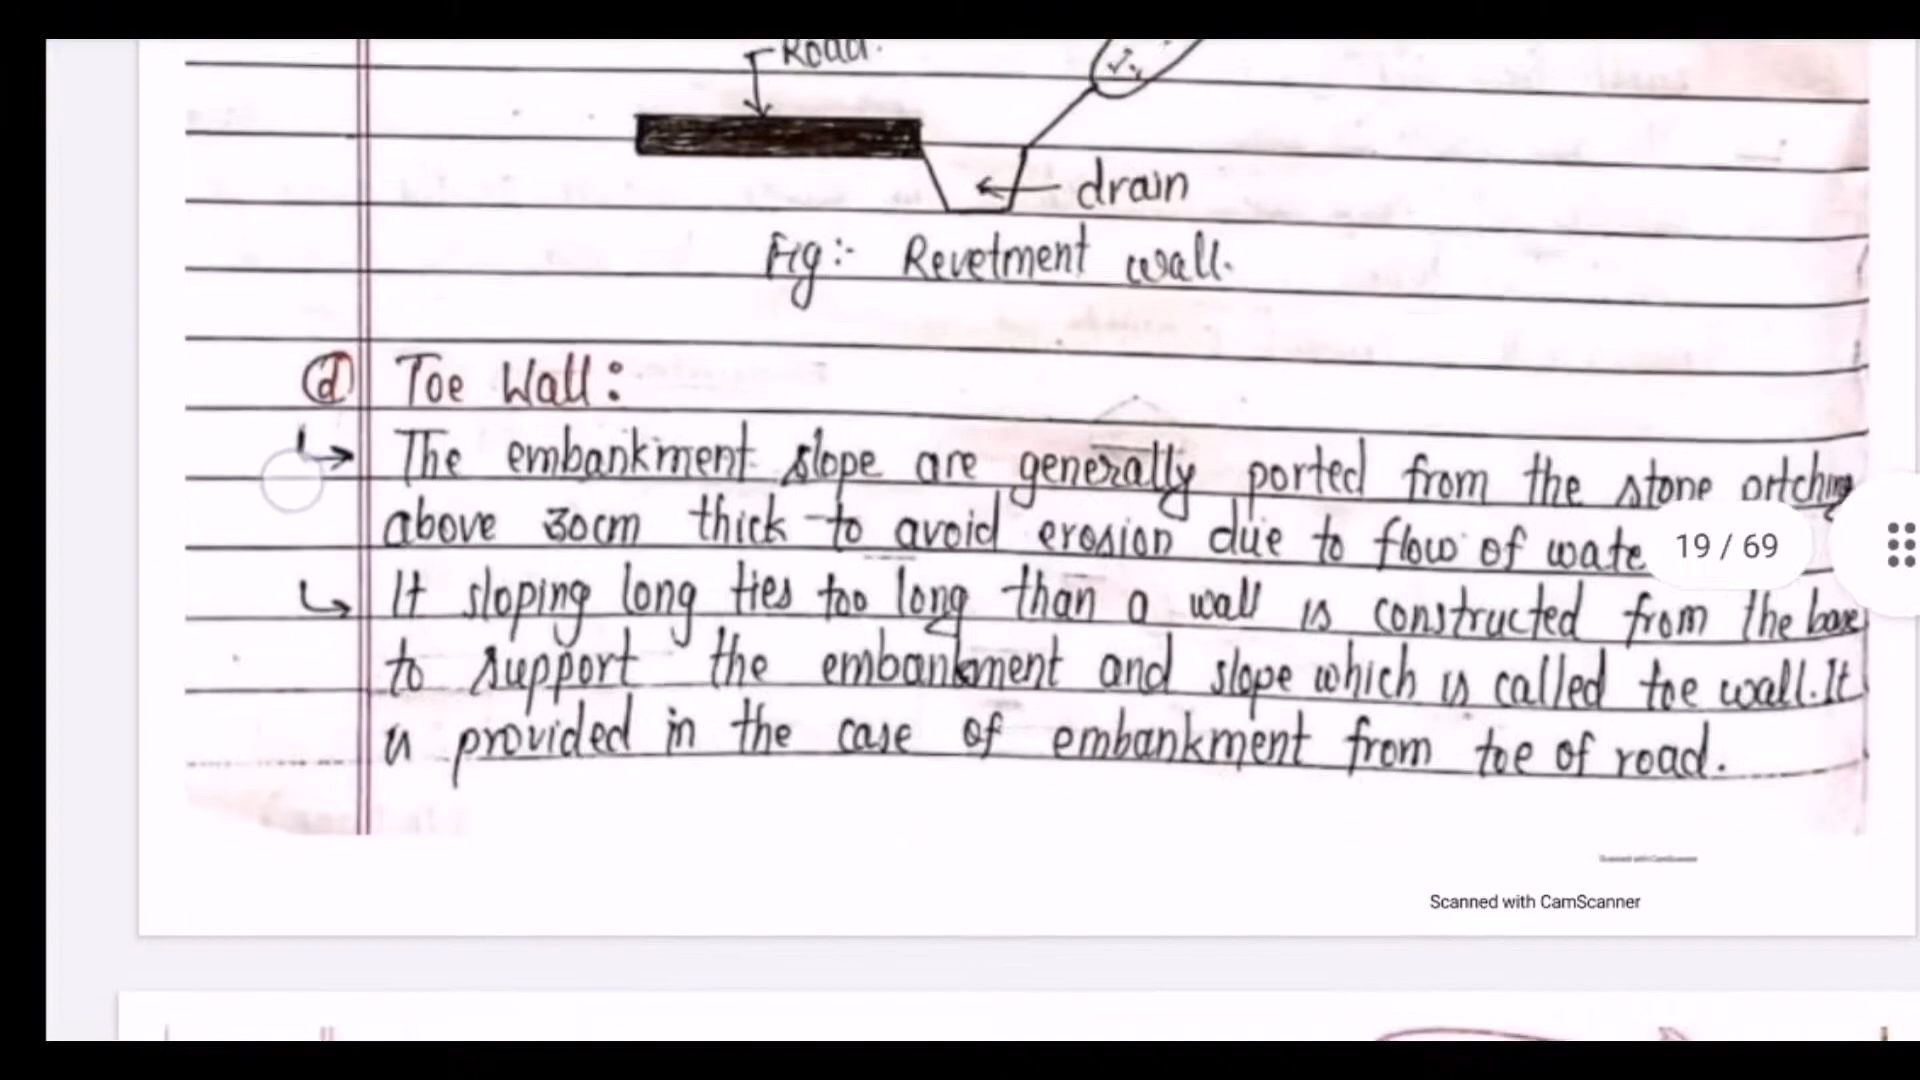 Road.
drain
Fig:- Revetment wall.
d Toe Wall:
The embankment slope are generally ported from the stone
above 30cm thick to avoid erosion due to flow of wate
19 / 69
It sloping long ties too long than a wall is constructed from the base
to support the embankment and slope which is called toe wall. It
is provided in the case of embankment from toe of road.
Scanned with CamScanner
Scanned with CamScanner